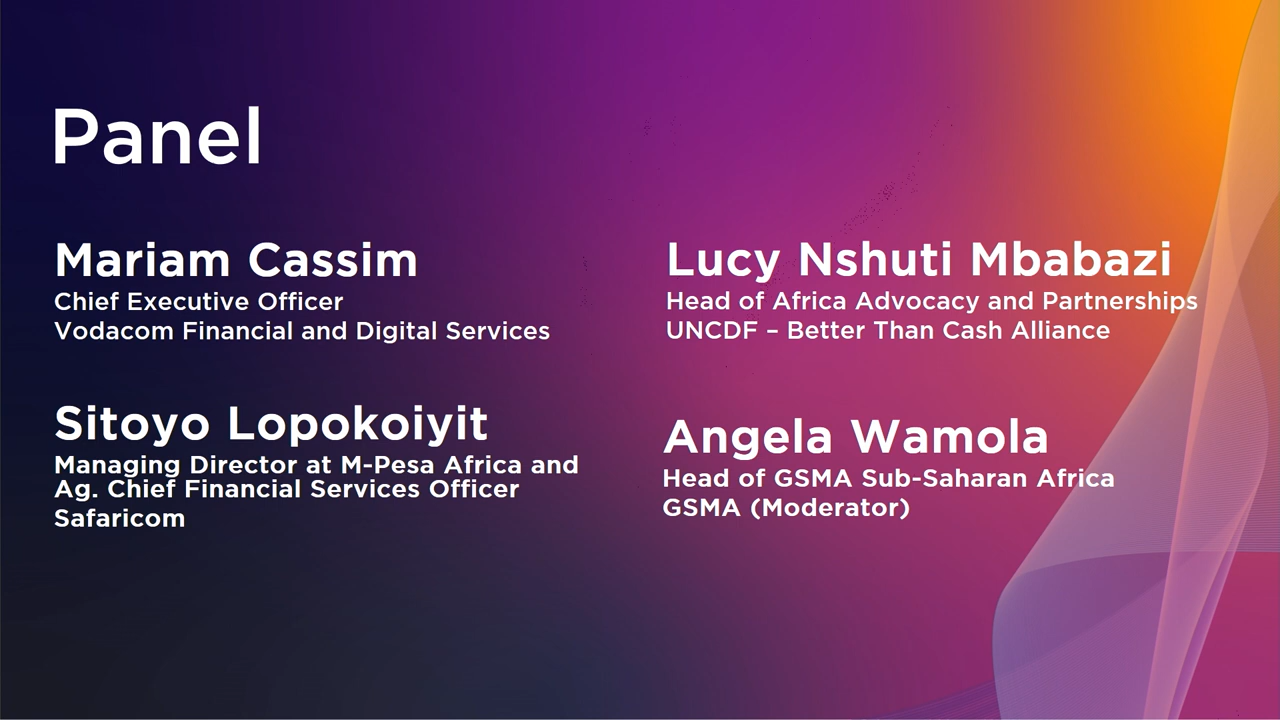 Panel
Mariam Cassim
Chief Executive Officer
Vodacom Financial and Digital Services
Sitoyo Lopokoiyit
Managing Director at M-Pesa Africa and
Ag. Chief Financial Services Officer
Safaricom
Lucy Nshuti Mbabazi
Head of Africa Advocacy and Partnerships
UNCDF – Better Than Cash Alliance
Angela Wamola
Head of GSMA Sub-Saharan Africa
GSMA (Moderator)